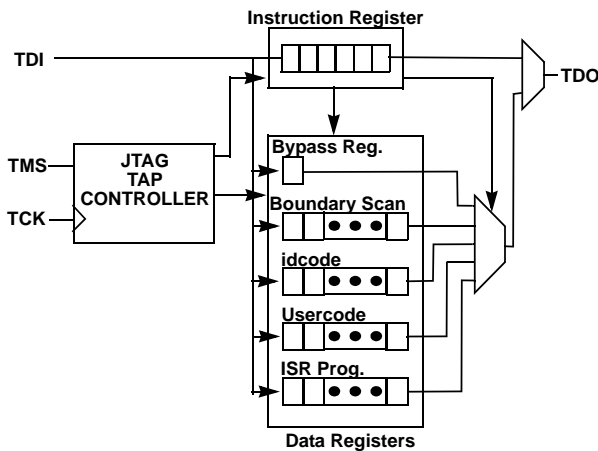 Instruction Register
TDI
TDO
TMS
TCK
JTAG
TAP
CONTROLLER
Bypass Reg.
Boundary Scan
idcode
Usercode
ISR Prog.
Data Registers